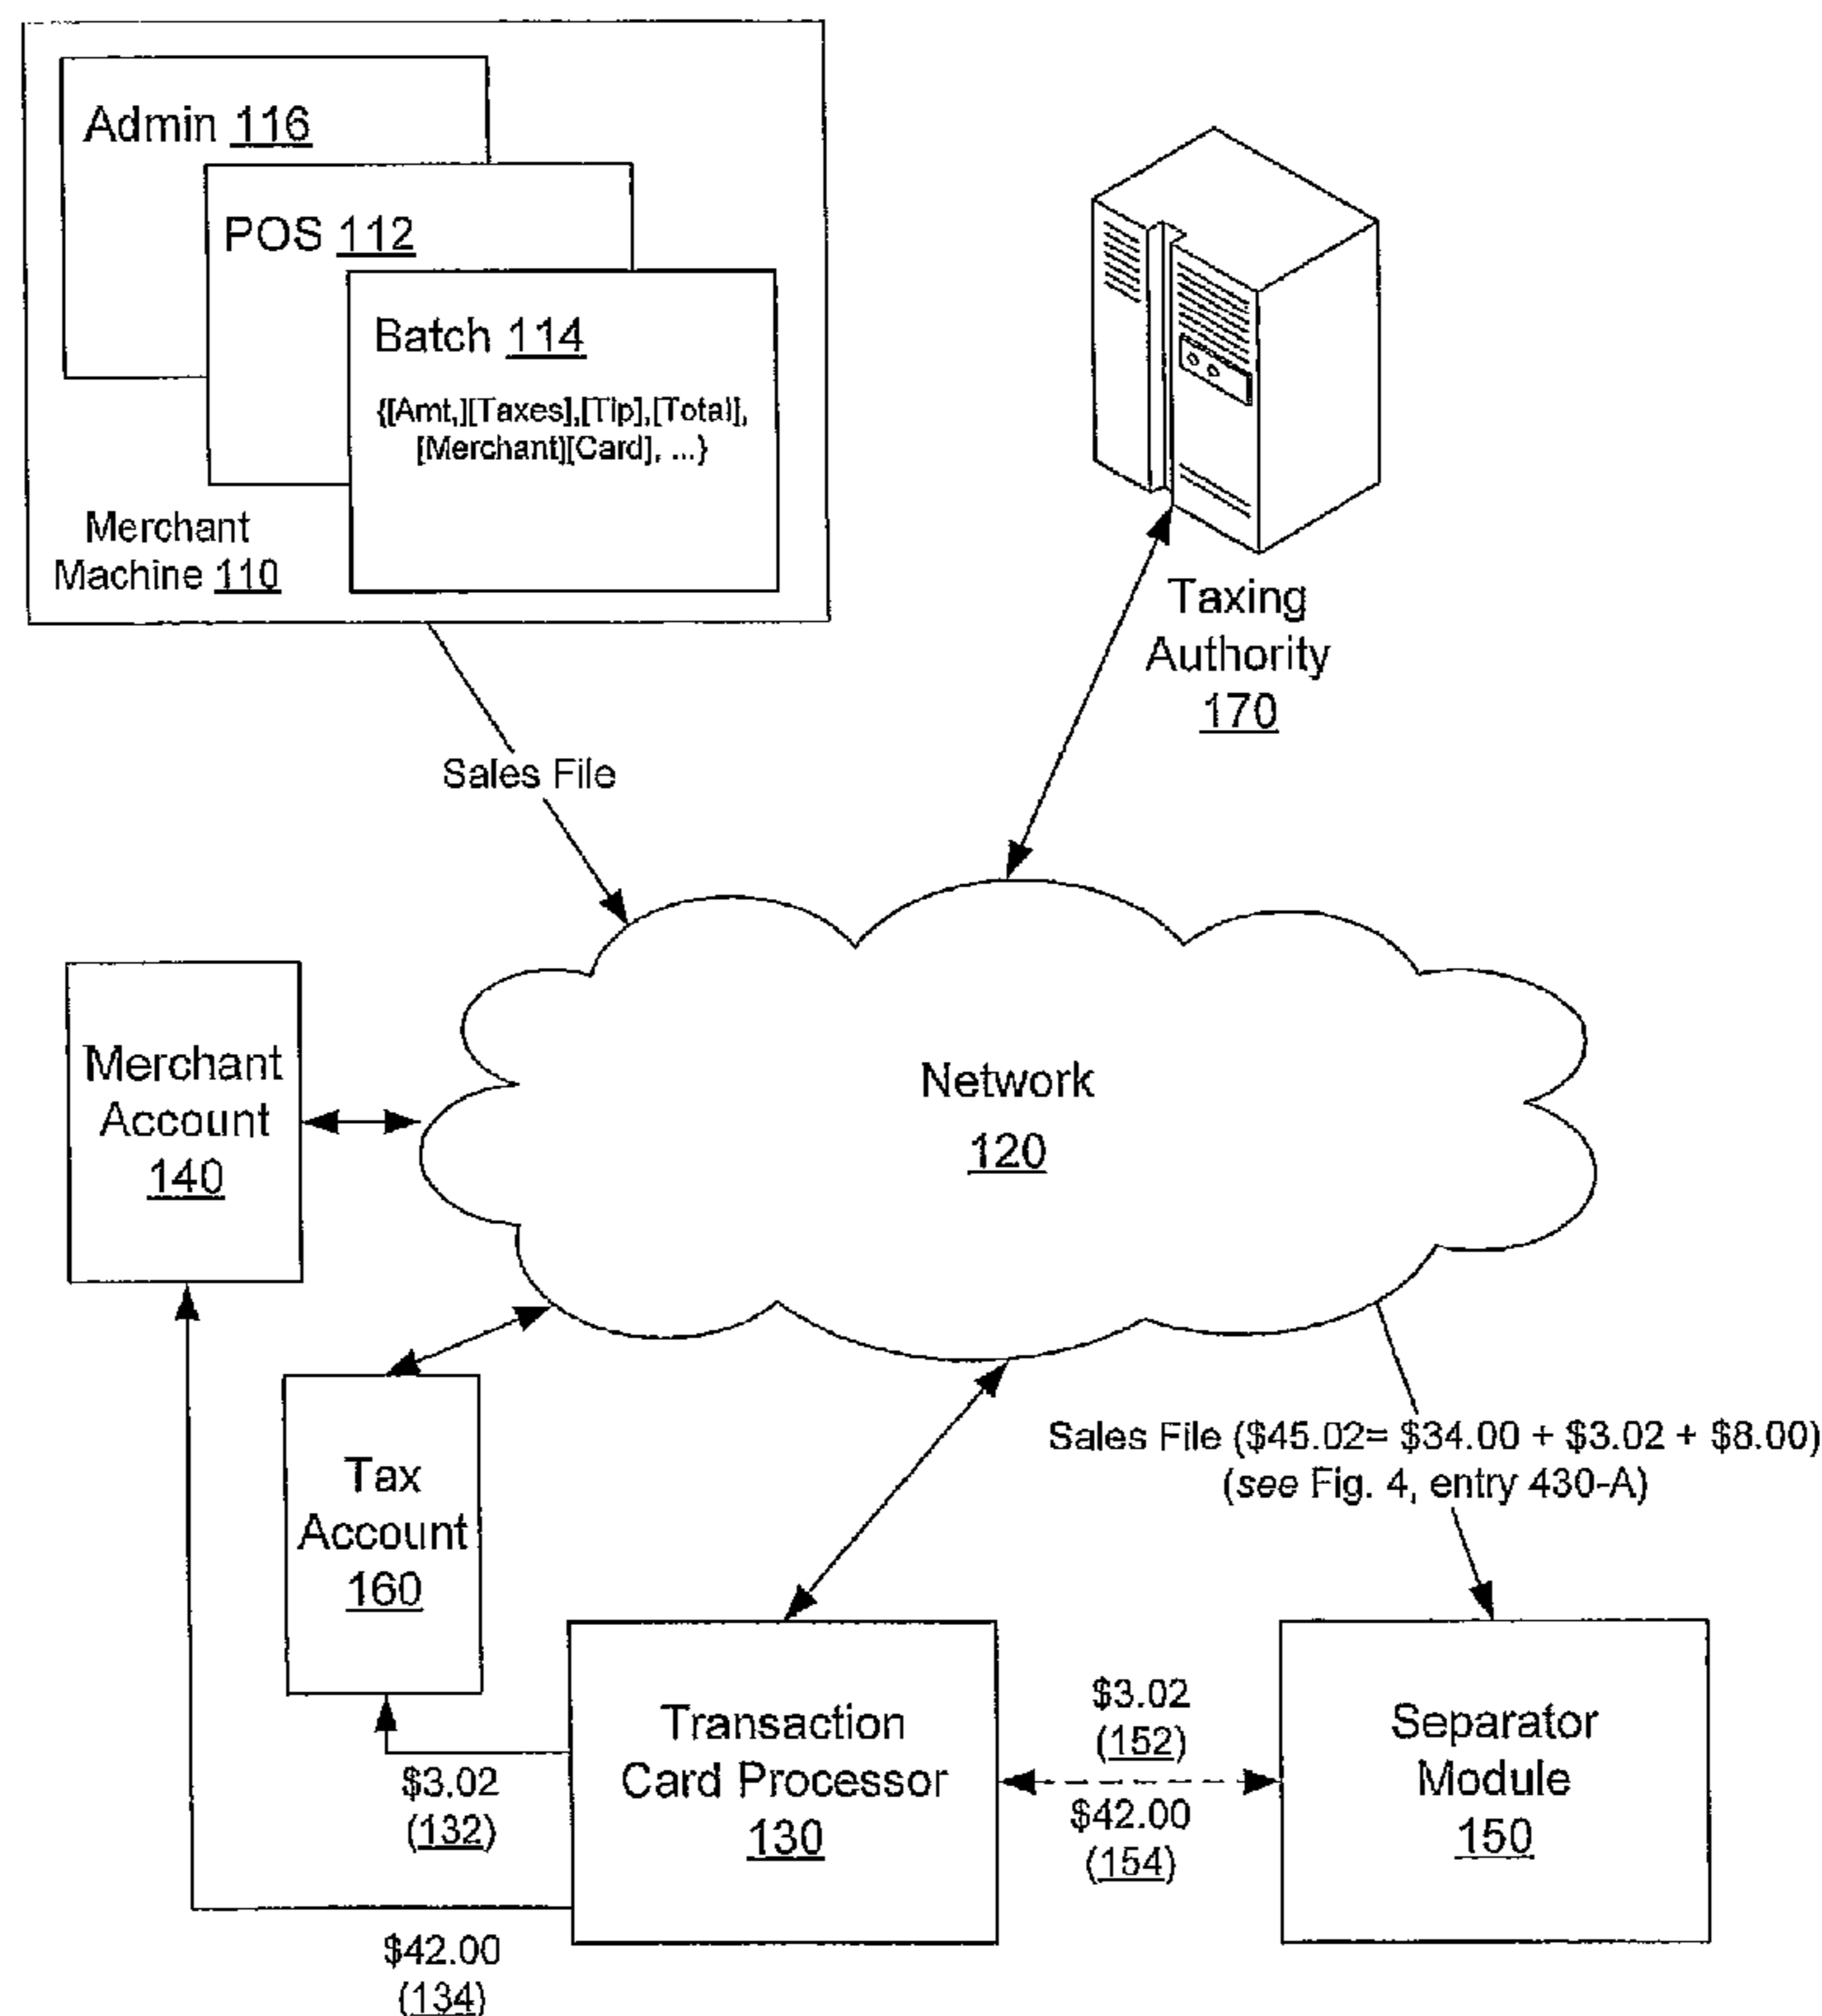 Admin 116
POS 112
Batch 114
{[Amt,][Taxes],[Tip],[Total],
[Merchant)[Card], ...}
Merchant
Machine 110
Taxing
Authority
170
Sales File
Network
120
Merchant
Account
140
Sales File ($45.02= $34.00 + $3.02 + $8.00)
(see Fig. 4, entry 430-A)
Tax
Account
160
Transaction
Card Processor
130
$3.02
(152)
$42.00
(154)
Separator
Module
150
$3.02
(132)
$42.00
(134)